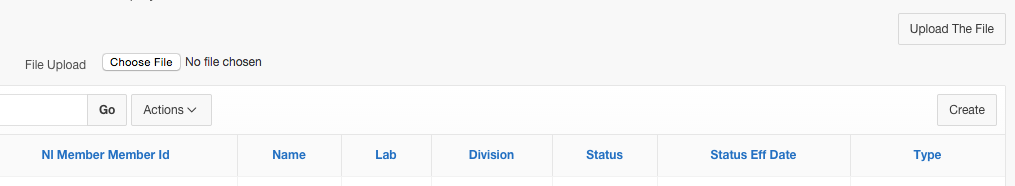 Upload The File
File Upload Choose File No file chosen
Go Actions Create
NI Member Member Id Name Lab Division Status Status Eff Date Type